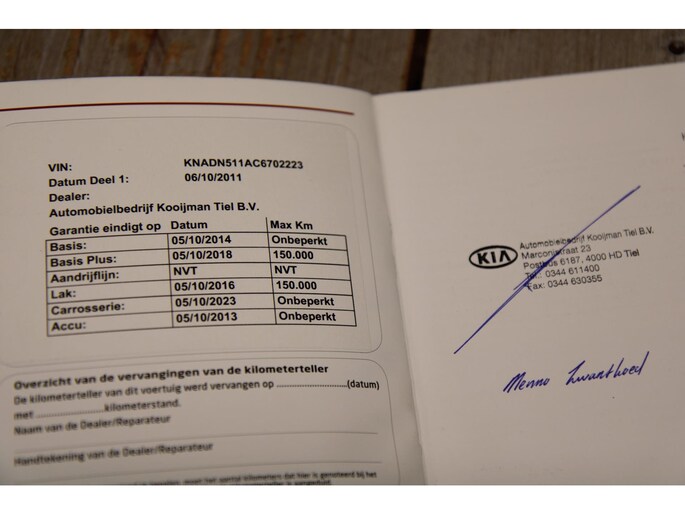 VIN: KNADN511AC6702223
Datum Deel 1: 06/10/2011
Dealer:
Automobielbedrijf Kooijman Tiel B.V.
Garantie eindigt op Datum Max Km
Basis: 05/10/2014 Onbeperkt
Basis Plus: 05/10/2018 150.000
Aandrijflijn: NVT NVT
Lak: 05/10/2016 150.000
Carrosserie: 05/10/2023 Onbeperkt
Accu: 05/10/2013 Onbeperkt
Overzicht van de vervangingen van de kilometerteller
De kilometerteller van dit voertuig werd vervangen op ........................(datum)
met ........................kilometerstand.
Naam van de Dealer/Reparateur
Handtekening van de Dealer/Reparateur
KIA
Automobielbedrijf Kooijman Tiel B.V.
Marconistraat 23
Postbus 6187, 4000 HD Tiel
Tel.: 0344 611400
Fax: 0344 630355
Menno